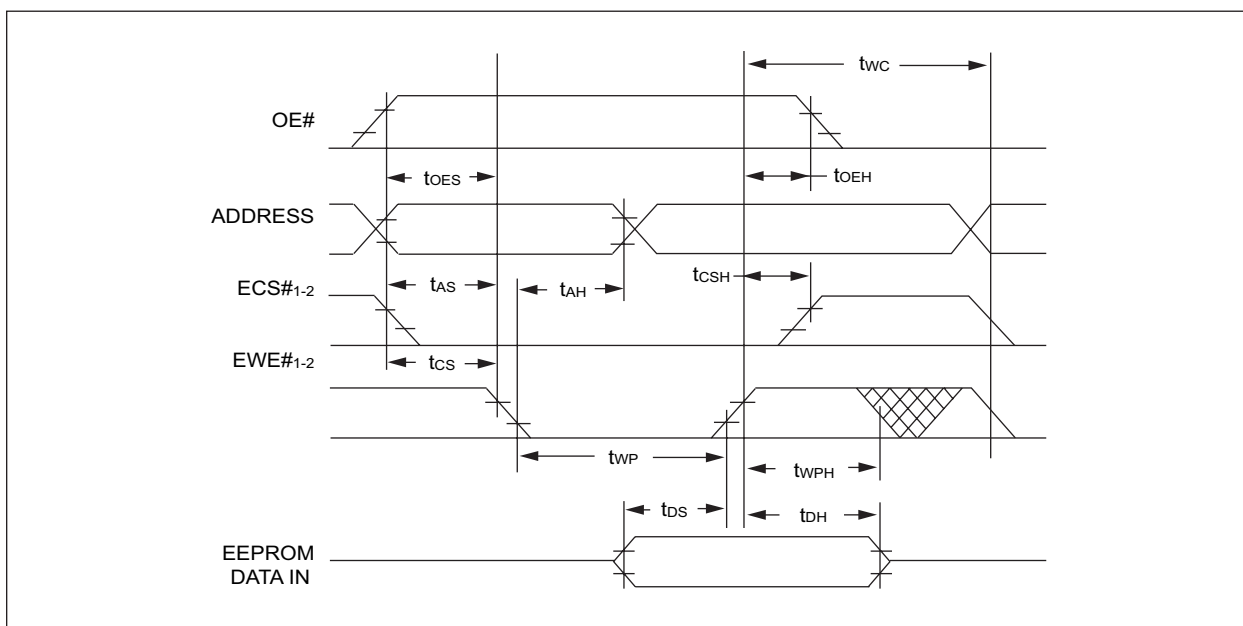 tWC
OE#
tOES
tOEH
ADDRESS
tCSH
ECS#1-2
tAS
tAH
EWE#1-2
tCS
tWP
tWPH
tDS
tDH
EEPROM
DATA IN